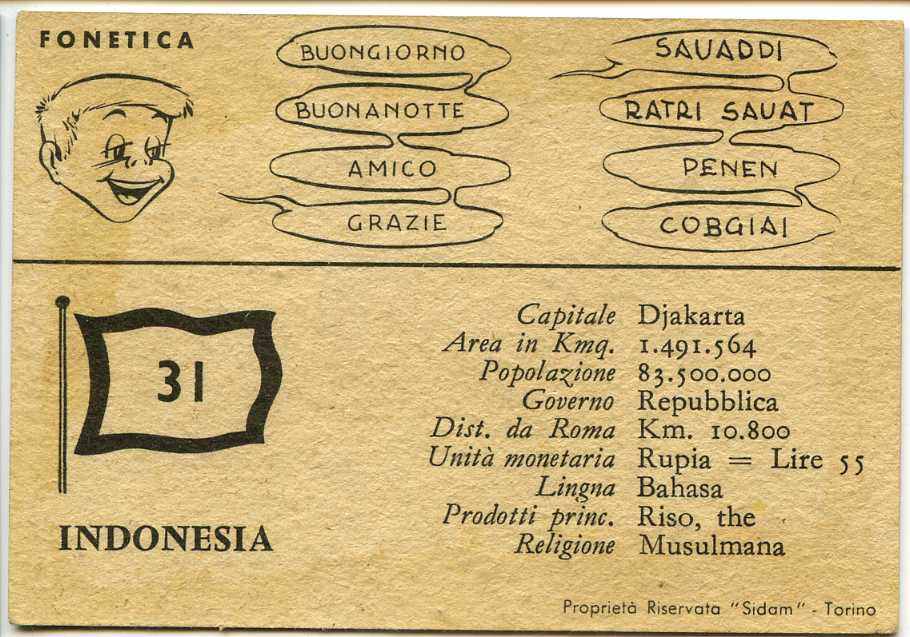 FONETICA
BUONGIORNO
BUONANOTTE
AMICO
GRAZIE
SAUADDI
RATRI SAUAT
PENEN
COBGIAI
31
INDONESIA
Capitale Djakarta
Area in Kmq. 1.491.564
Popolazione 83.500.000
Governo Repubblica
Dist. da Roma Km. 10.800
Unità monetaria Rupia = Lire 55
Lingna Bahasa
Prodotti princ. Riso, the
Religione Musulmana
Proprietà Riservata "Sidam" - Torino